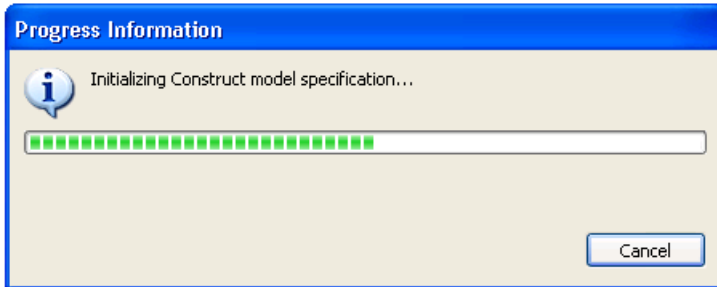 Progress Information
Initializing Construct model specification...
Cancel